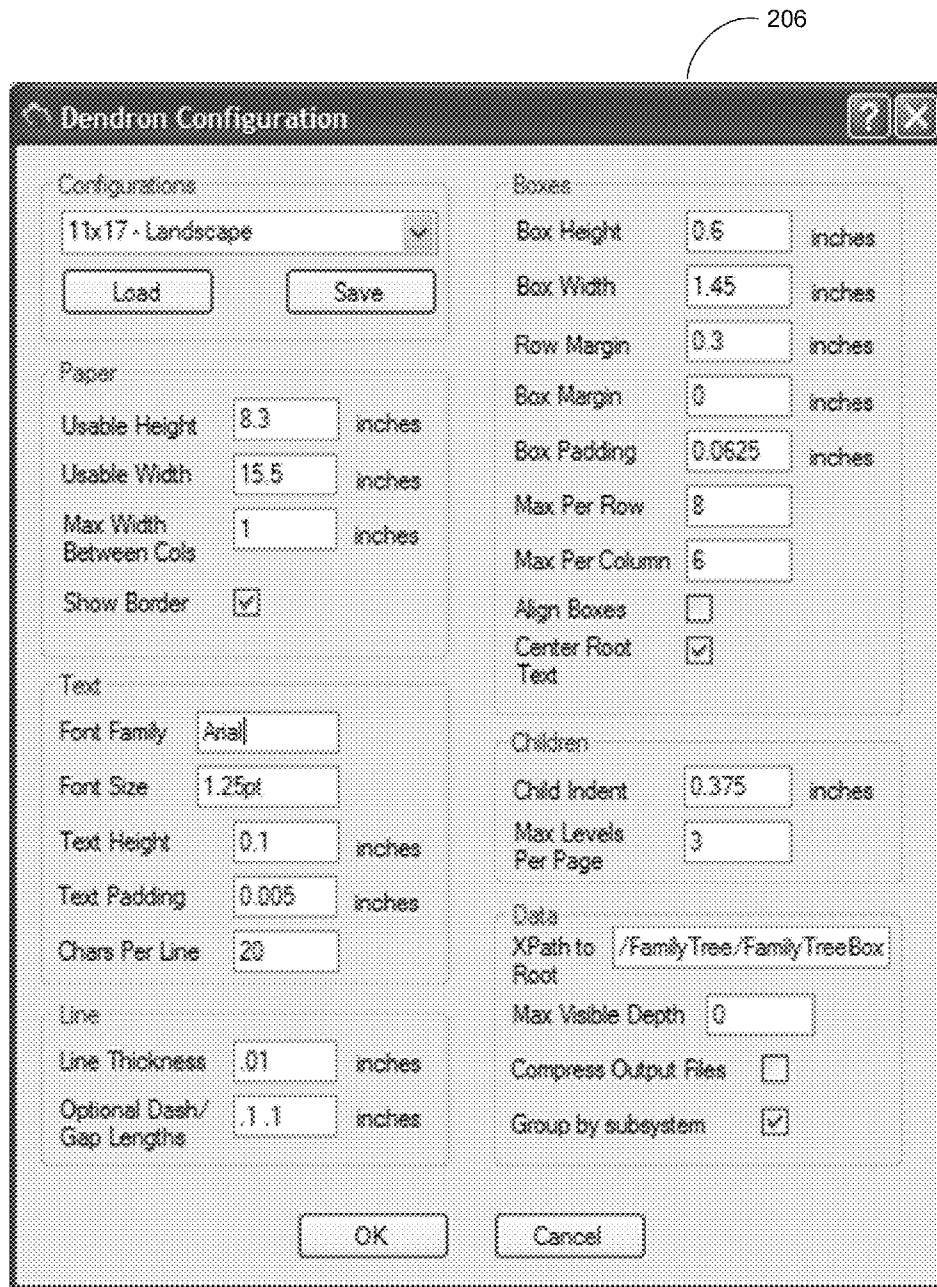 206
Dendron Configuration
Configurations
11x17 - Landscape
Load Save
Paper
Usable Height 8.3 inches
Usable Width 15.5 inches
Max Width
Between Cols 1 inches
Show Border
Text
Font Family Arial
Font Size 1.25pt
Text Height 0.1 inches
Text Padding 0.005 inches
Chars Per Line 20
Line
Line Thickness .01 inches
Optional Dash/
Gap Lengths .1 .1 inches
Boxes
Box Height 0.6 inches
Box Width 1.45 inches
Row Margin 0.3 inches
Box Margin 0 inches
Box Padding 0.0625 inches
Max Per Row 8
Max Per Column 6
Align Boxes
Center Root
Text
Children
Child Indent 0.375 inches
Max Levels
Per Page 3
Data
XPath to
Root /FamilyTree/FamilyTreeBox
Max Visible Depth 0
Compress Output Files
Group by subsystem
OK Cancel